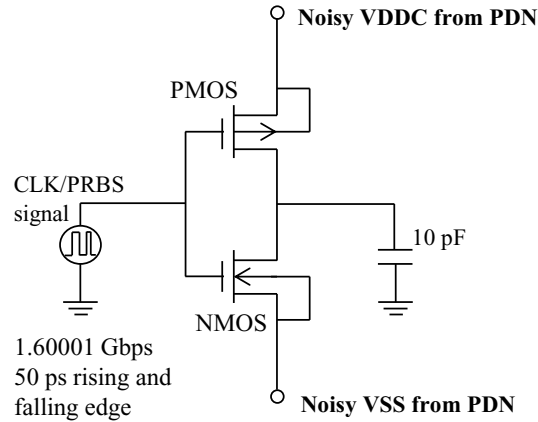 Noisy VDDC from PDN
PMOS
CLK/PRBS
signal
10 pF
NMOS
1.60001 Gbps
50 ps rising and
falling edge
Noisy VSS from PDN